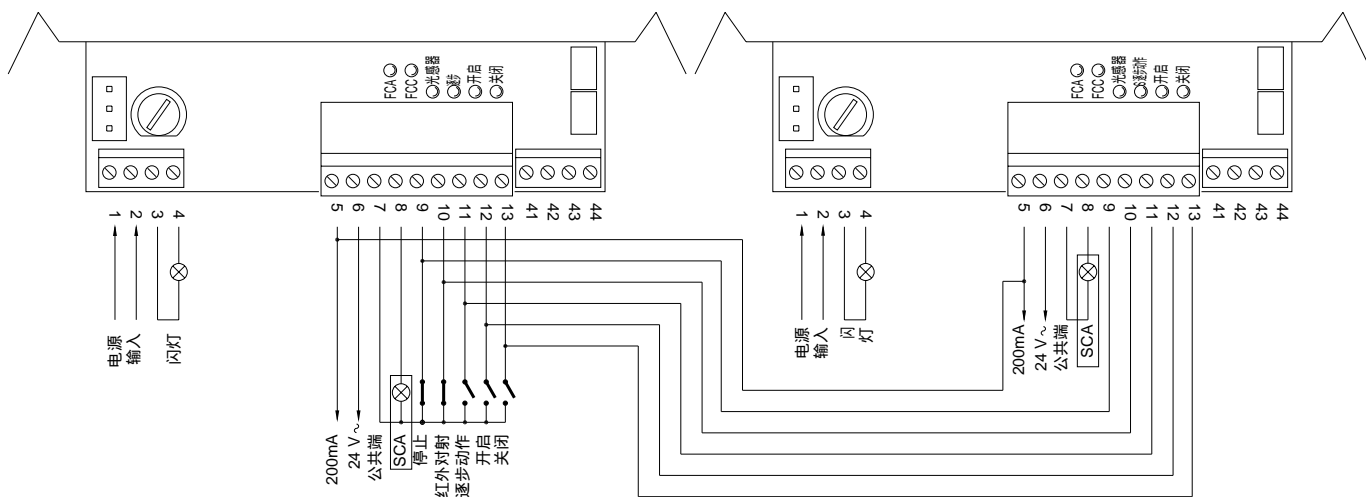 FCA
FCC
光感器
逐步
开启
关闭
1
2
3
4
5
6
7
8
9
10
11
12
13
41
42
43
44
电源
输入
闪灯
200mA
24 V~
公共端
SCA
停止
红外对射
逐步动作
开启
关闭
FCA
FCC
光感器
6逐步动作
开启
关闭
1
2
3
4
5
6
7
8
9
10
11
12
13
41
42
43
44
电源
输入
闪
灯
200mA
24 V~
公共端
SCA